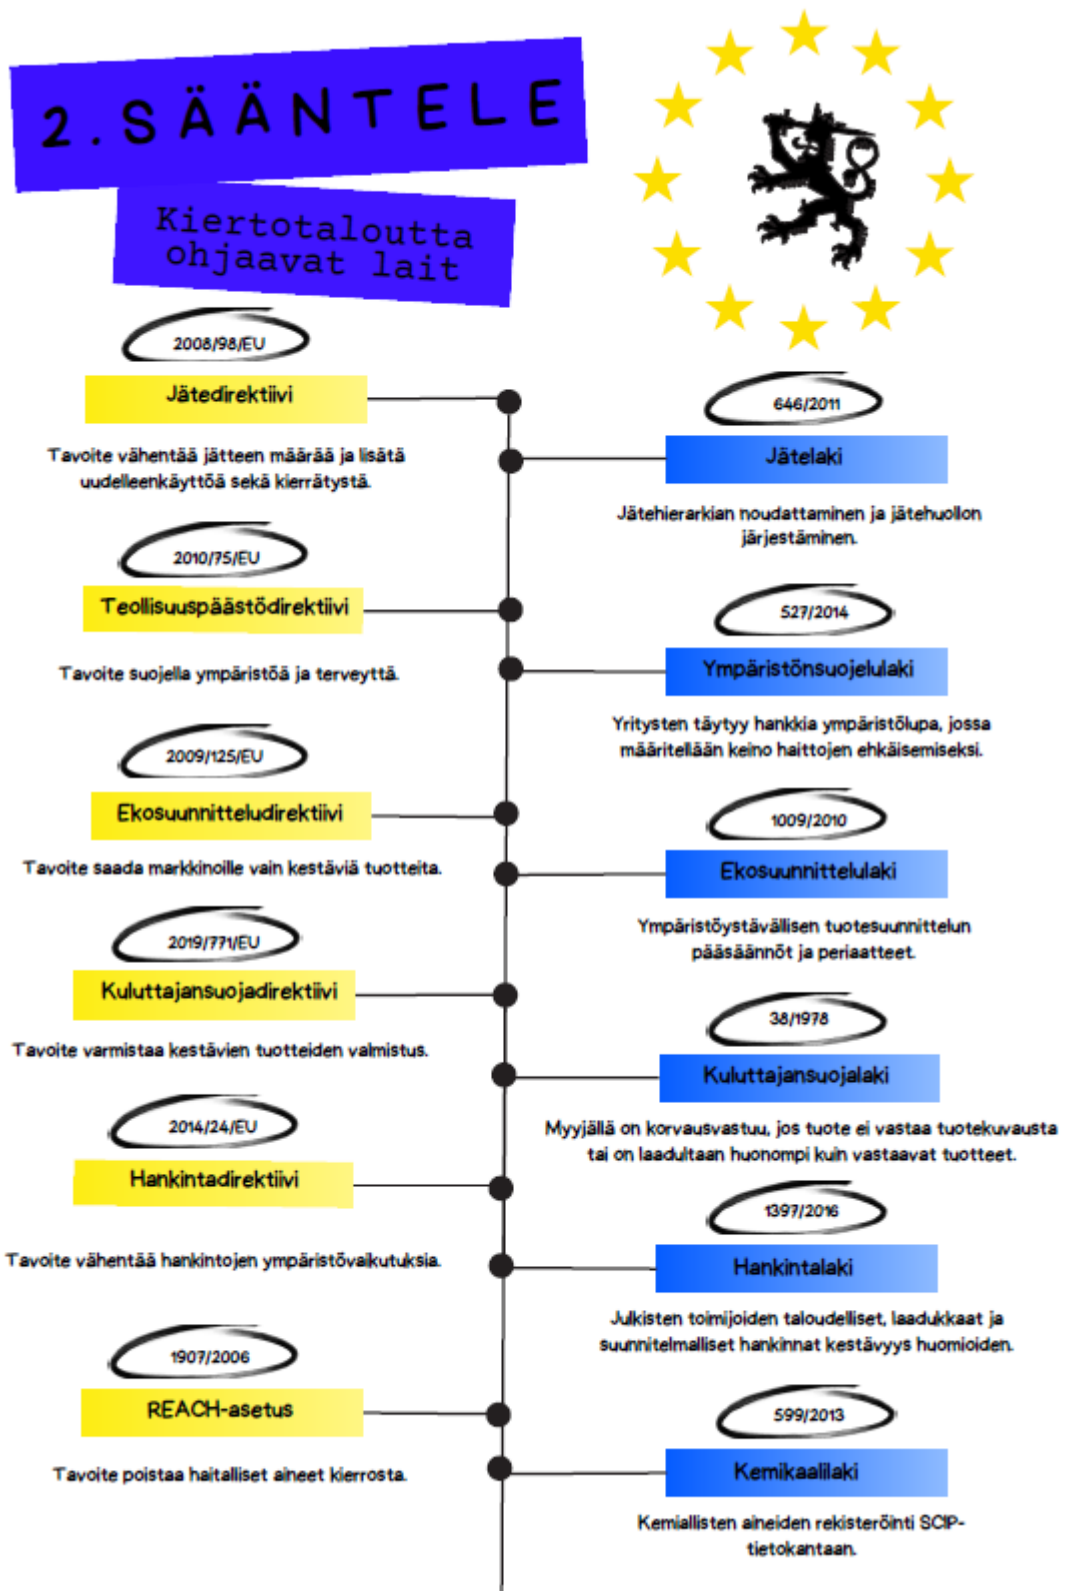 2. SÄÄNTELE
Kiertotaloutta
ohjaavat lait
2008/98/EU
Jätedirektiivi
Tavoite vähentää jätteen määrää ja lisätä
uudelleenkäyttöä sekä kierrätystä.
646/2011
Jätelaki
Jätehierarkian noudattaminen ja jätehuollon
järjestäminen.
2010/75/EU
Teollisuuspäästödirektiivi
Tavoite suojella ympäristöä ja terveyttä.
527/2014
Ympäristönsuojelulaki
Yritysten täytyy hankkia ympäristölupa, jossa
määritellään keino haittojen ehkäisemiseksi.
2009/125/EU
Ekosuunnitteludirektiivi
Tavoite saada markkinoille vain kestäviä tuotteita.
1009/2010
Ekosuunnittelulaki
Ympäristöystävällisen tuotesuunnittelun
pääsäännöt ja periaatteet.
2019/771/EU
Kuluttajansuojadirektiivi
Tavoite varmistaa kestävien tuotteiden valmistus.
38/1978
Kuluttajansuojalaki
Myyjällä on korvausvastuu, jos tuote ei vastaa tuotekuvausta
tai on laadultaan huonompi kuin vastaavat tuotteet.
2014/24/EU
Hankintadirektiivi
Tavoite vähentää hankintojen ympäristövaikutuksia.
1397/2016
Hankintalaki
Julkisten toimijoiden taloudelliset, laadukkaat ja
suunnitelmalliset hankinnat kestävyys huomioiden.
1907/2006
REACH-asetus
Tavoite poistaa haitalliset aineet kierrosta.
599/2013
Kemikaalilaki
Kemiallisten aineiden rekisteröinti SCIP-
tietokantaan.